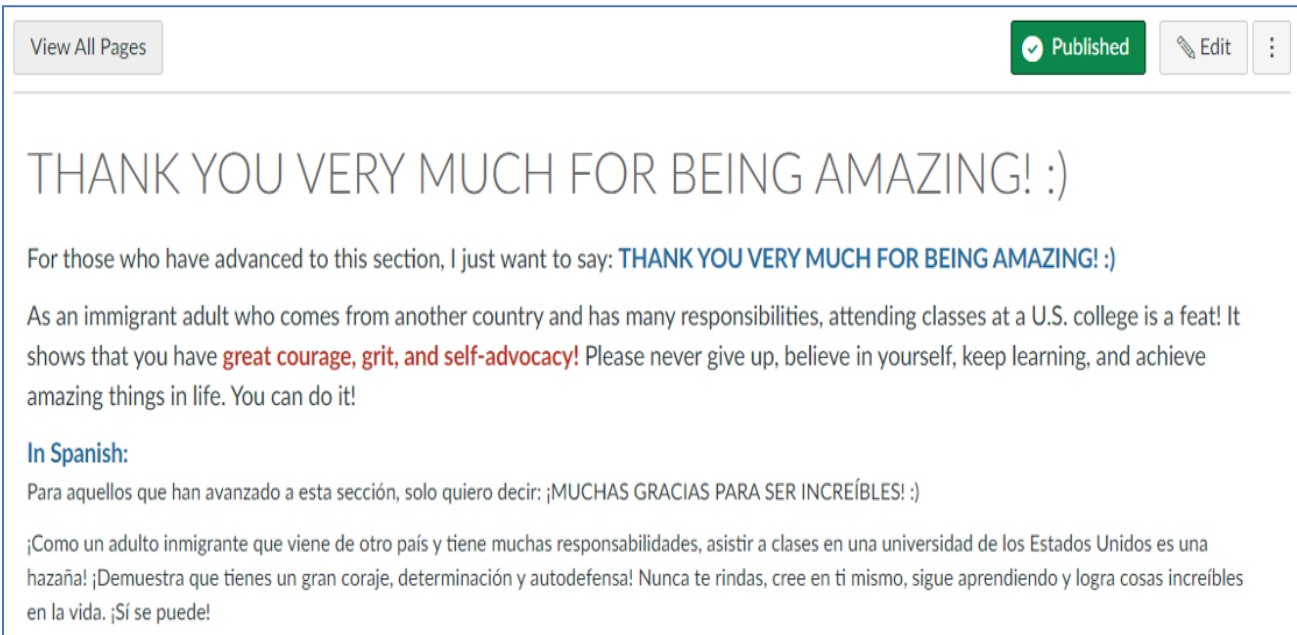 View All Pages
Published
Edit
THANK YOU VERY MUCH FOR BEING AMAZING! :)
For those who have advanced to this section, I just want to say: THANK YOU VERY MUCH FOR BEING AMAZING! :)
As an immigrant adult who comes from another country and has many responsibilities, attending classes at a U.S. college is a feat! It
shows that you have great courage, grit, and self-advocacy! Please never give up, believe in yourself, keep learning, and achieve
amazing things in life. You can do it!
In Spanish:
Para aquellos que han avanzado a esta sección, solo quiero decir: ¡MUCHAS GRACIAS PARA SER INCREÍBLES! :)
¡Como un adulto inmigrante que viene de otro país y tiene muchas responsabilidades, asistir a clases en una universidad de los Estados Unidos es una
hazaña! ¡Demuestra que tienes un gran coraje, determinación y autodefensa! Nunca te rindas, cree en ti mismo, sigue aprendiendo y logra cosas increíbles
en la vida. ¡Sí se puede!